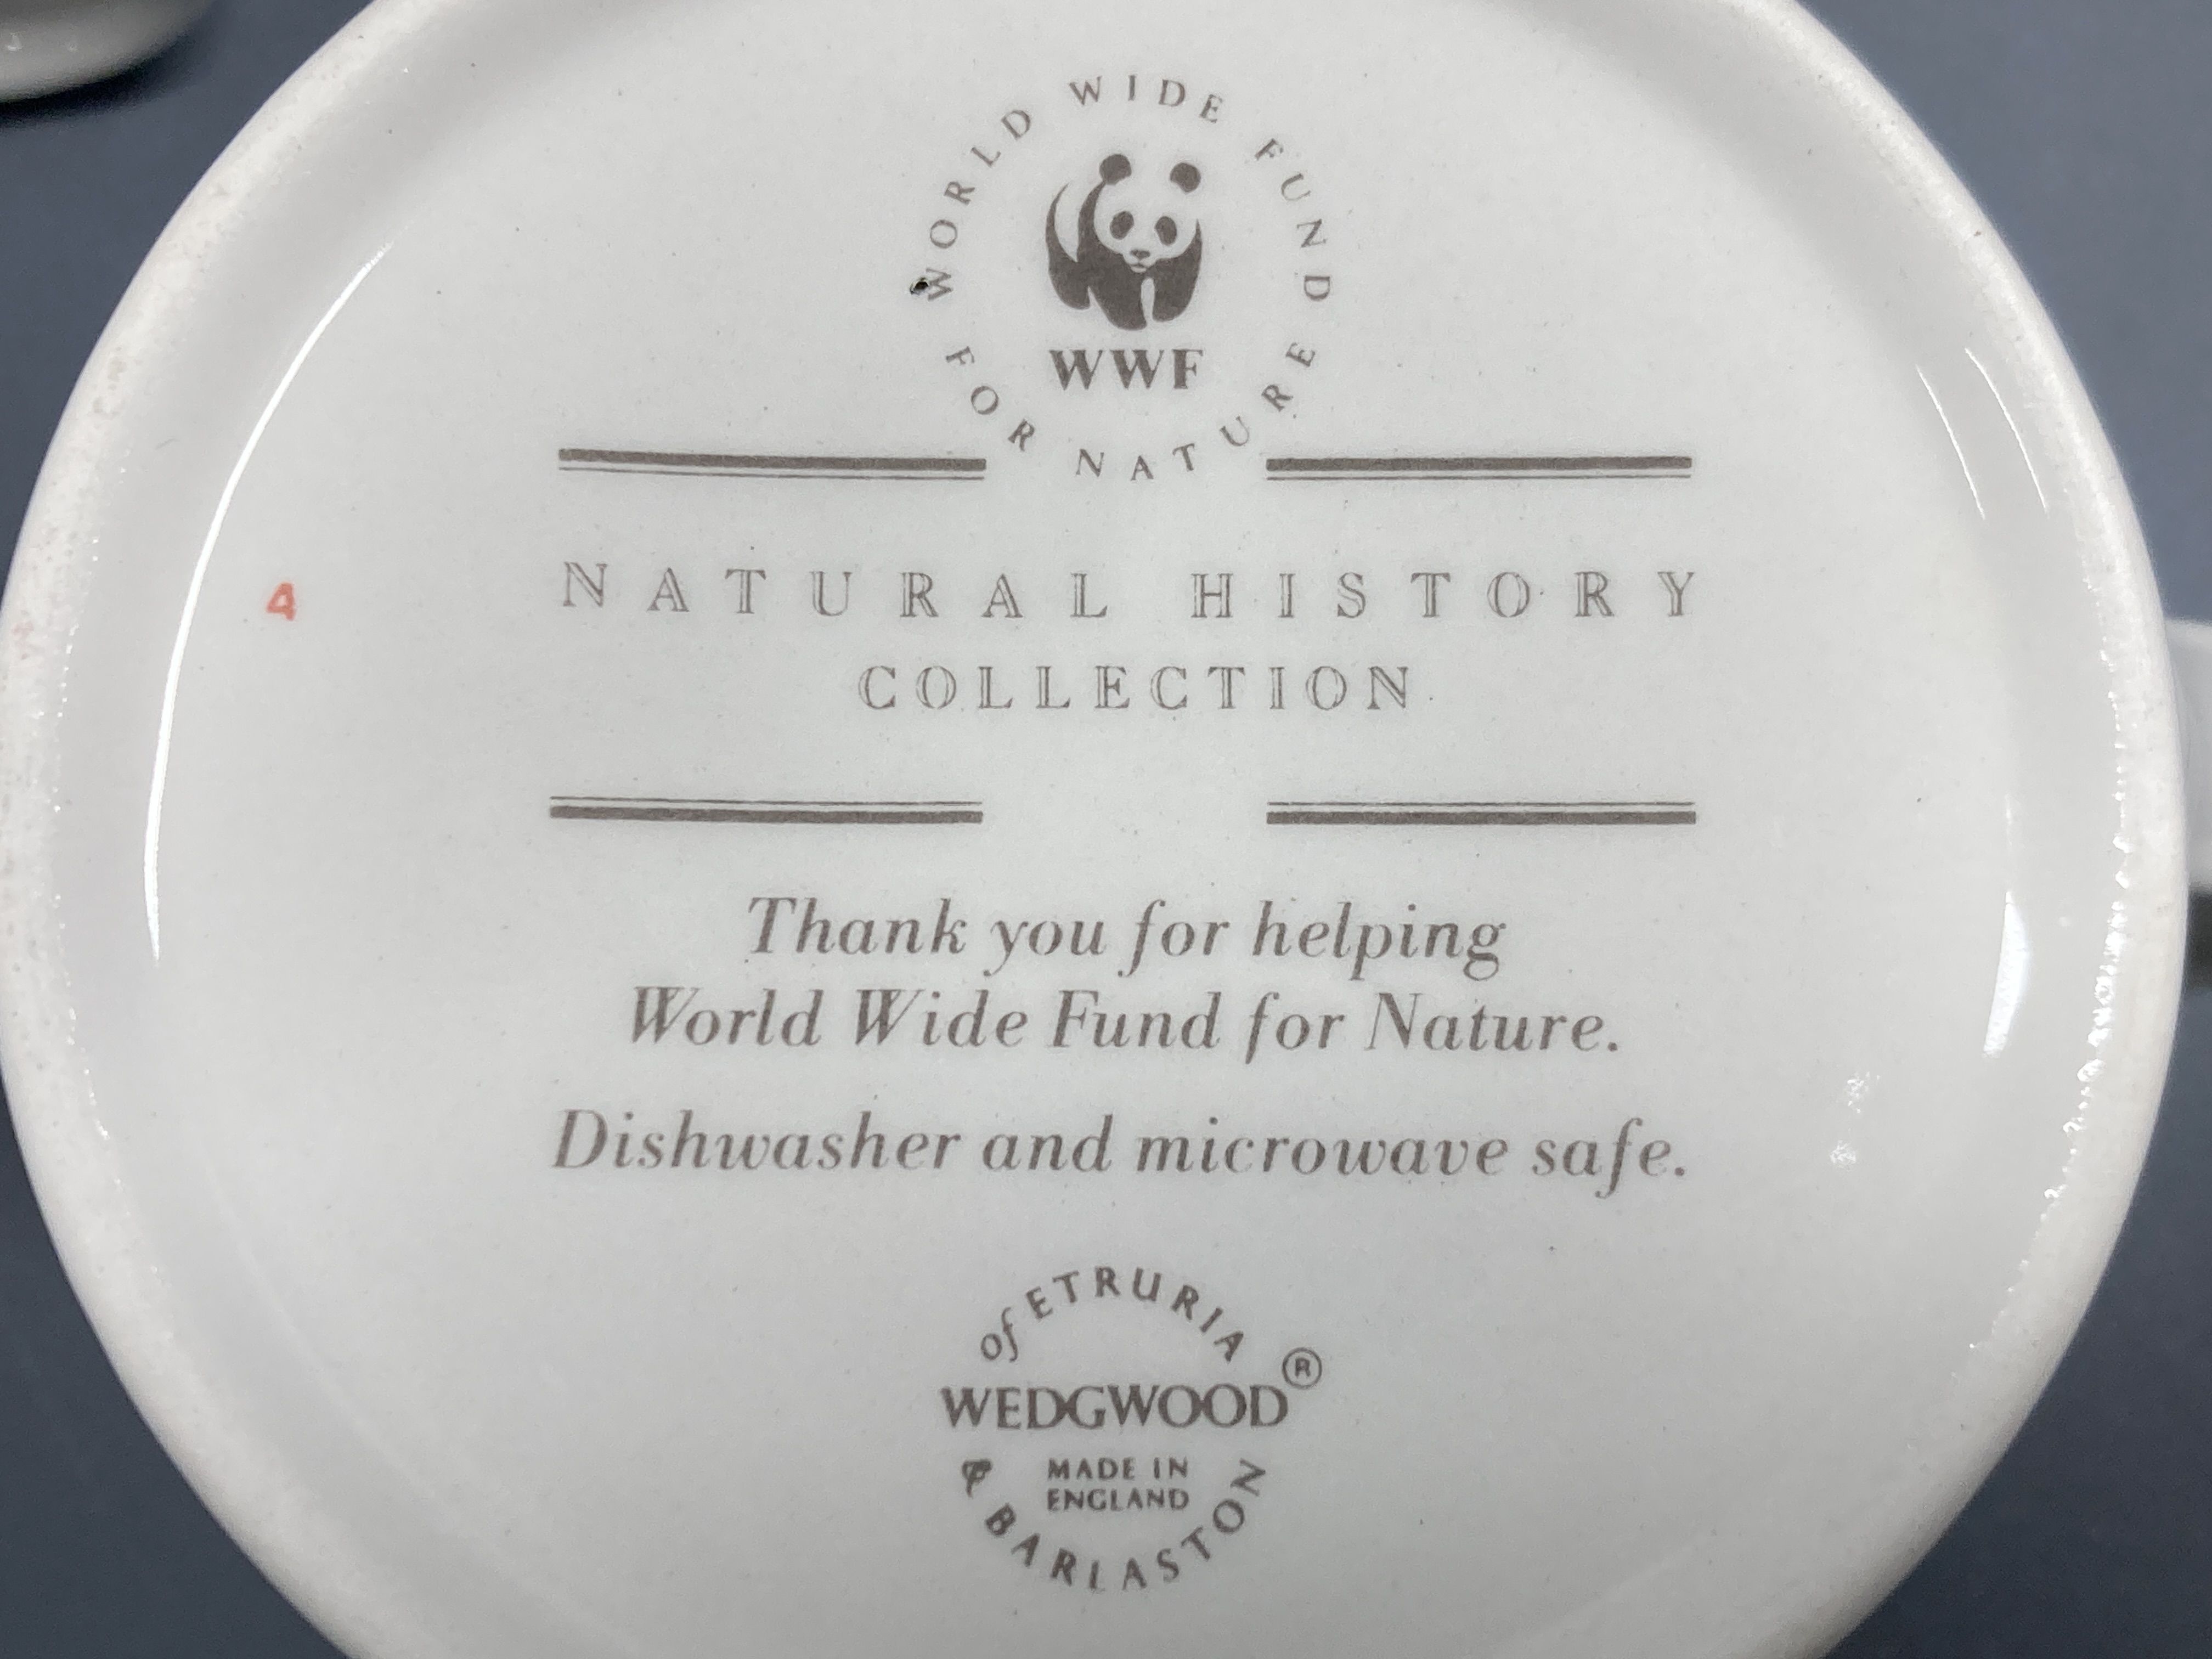 WORLD WIDE FUND
FOR NATURE
WWF
4
NATURAL HISTORY
COLLECTION
Thank you for helping
World Wide Fund for Nature.
Dishwasher and microwave safe.
of ETRURIA
WEDGWOOD®
MADE IN
ENGLAND
& BARLASTON